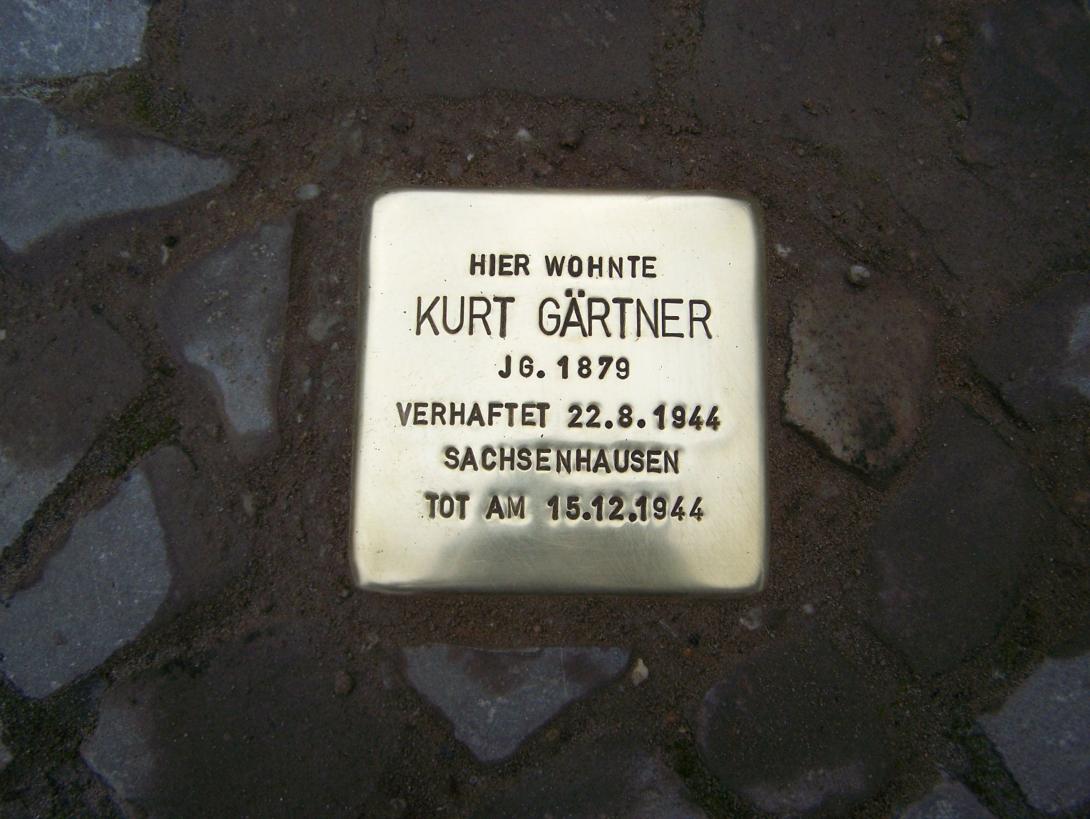 HIER WOHNTE
KURT GÄRTNER
JG. 1879
VERHAFTET 22.8.1944
SACHSENHAUSEN
TOT AM 15.12.1944